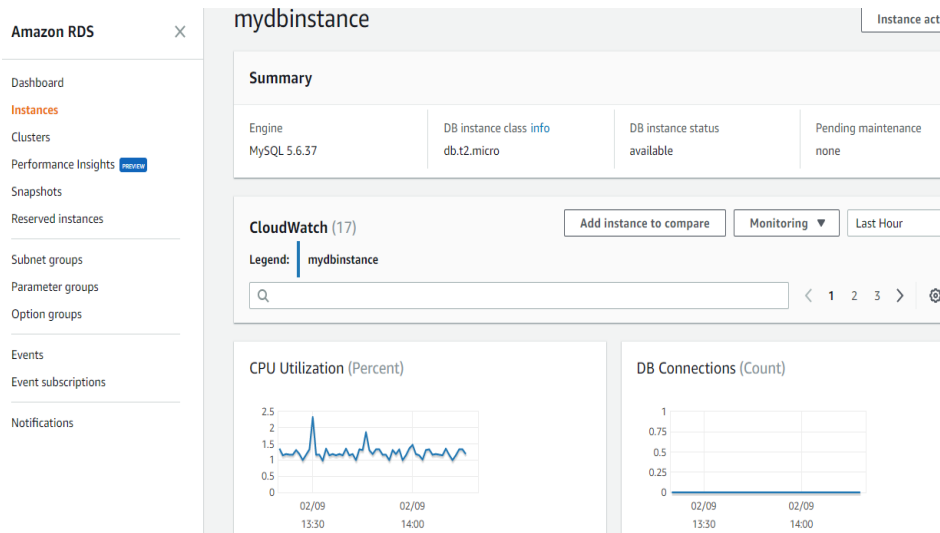 Amazon RDS
Dashboard
Instances
Clusters
Performance Insights PREVIEW
Snapshots
Reserved instances
Subnet groups
Parameter groups
Option groups
Events
Event subscriptions
Notifications
mydbinstance
Instance act
Summary
Engine
MySQL 5.6.37
DB instance class info
db.t2.micro
DB instance status
available
Pending maintenance
none
CloudWatch (17)
Add instance to compare
Monitoring
Last Hour
Legend: mydbinstance
1 2 3
CPU Utilization (Percent)
2.5
2
1.5
1
0.5
0
02/09
13:30
02/09
14:00
DB Connections (Count)
1
0.75
0.5
0.25
0
02/09
13:30
02/09
14:00